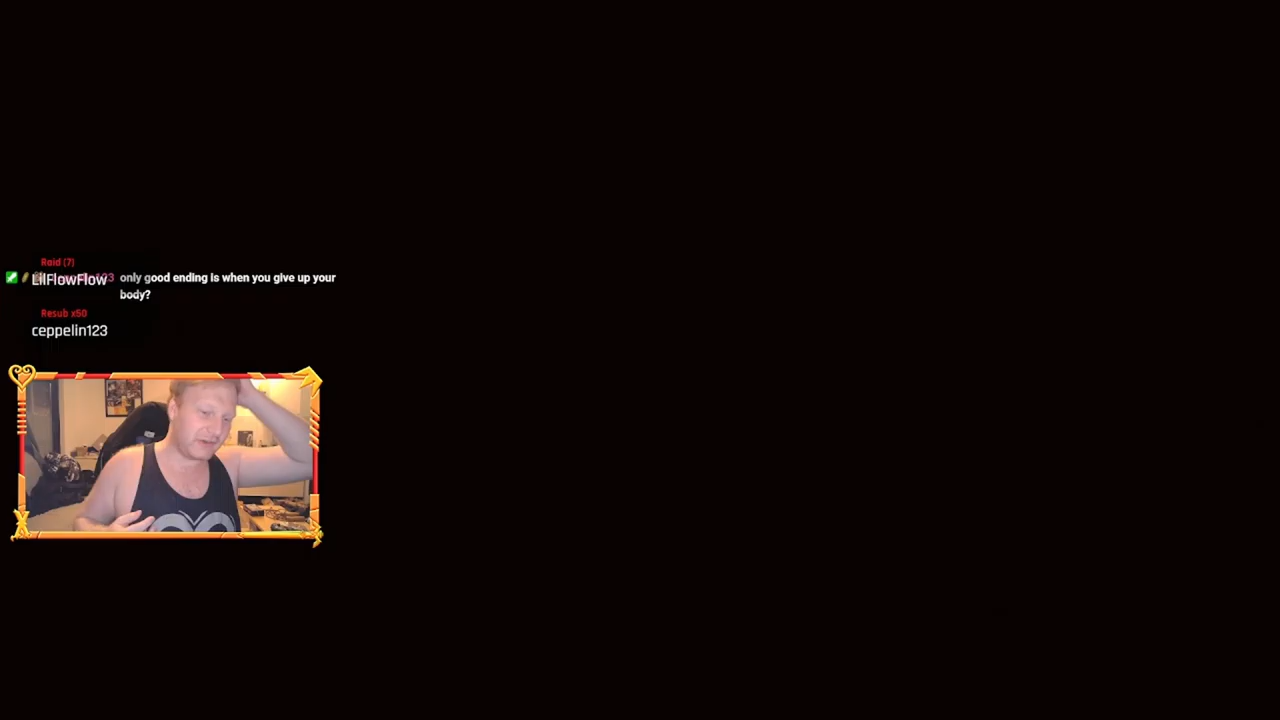 Raid (7)
LilFlowFlow
only good ending is when you give up your
body?
Resub x50
ceppelin123